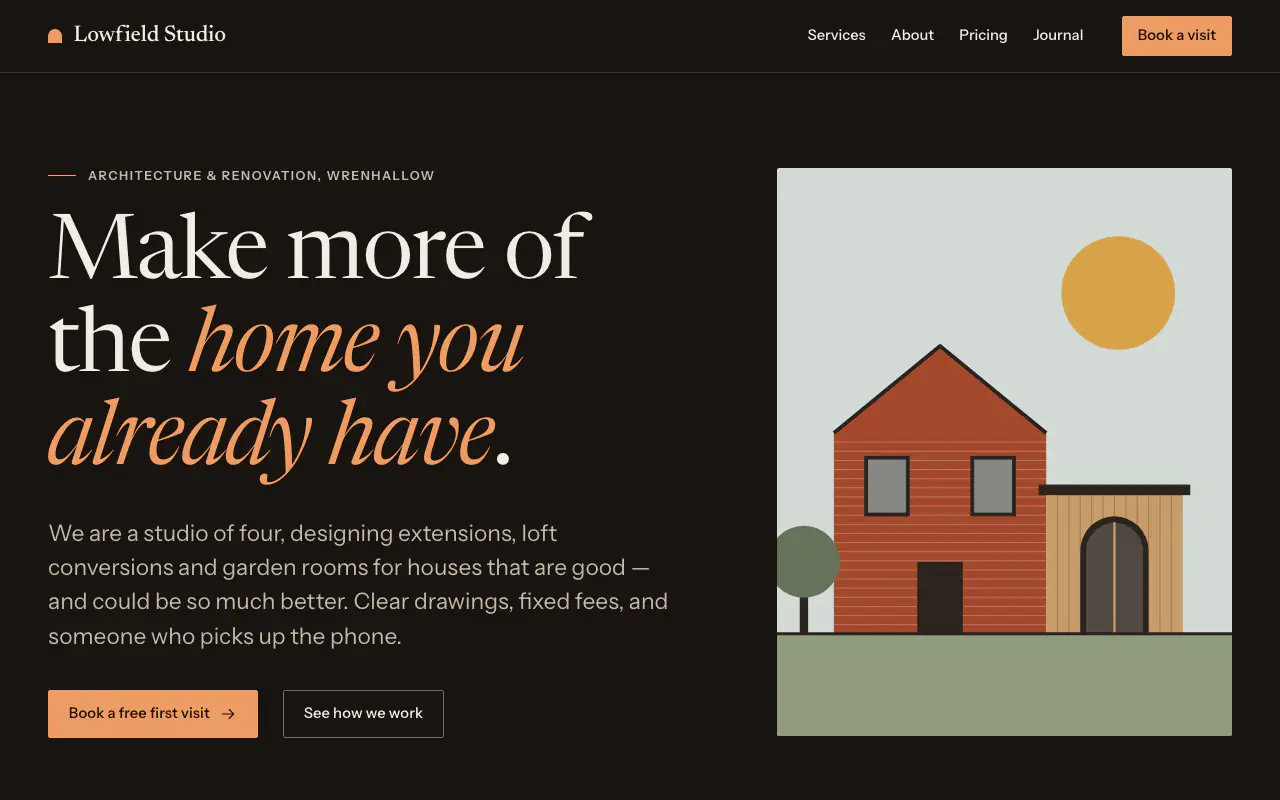 Lowfield Studio
Services About Pricing Journal Book a visit
ARCHITECTURE & RENOVATION, WRENHALLOW
Make more of
the home you
already have.
We are a studio of four, designing extensions, loft
conversions and garden rooms for houses that are good —
and could be so much better. Clear drawings, fixed fees, and
someone who picks up the phone.
Book a free first visit →
See how we work